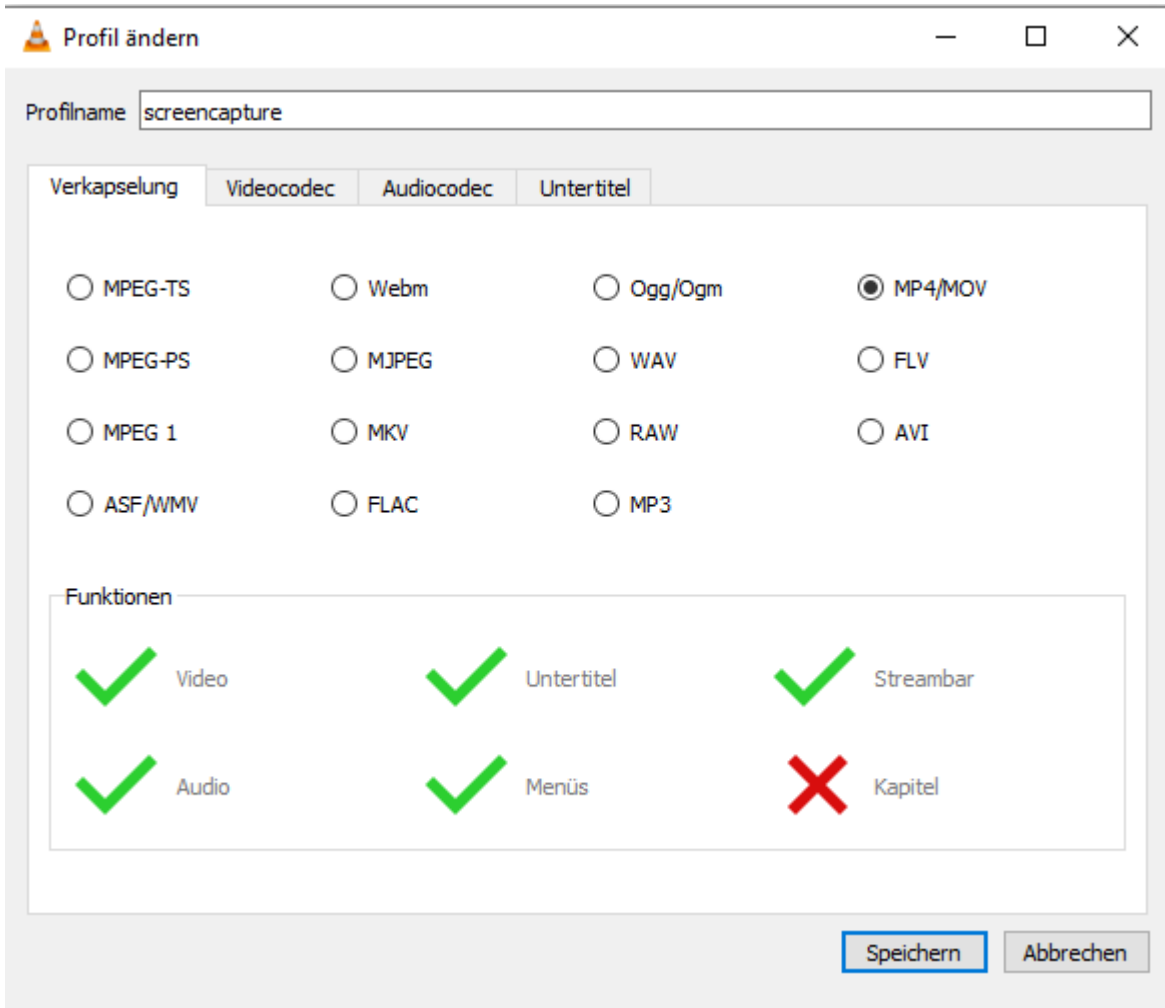 Profil ändern
Profilname screencapture
Verkapselung Videocodec Audiocodec Untertitel
MPEG-TS Webm Ogg/Ogm MP4/MOV
MPEG-PS MJPEG WAV FLV
MPEG 1 MKV RAW AVI
ASF/WMV FLAC MP3
Funktionen
Video Untertitel Streambar
Audio Menüs Kapitel
Speichern Abbrechen